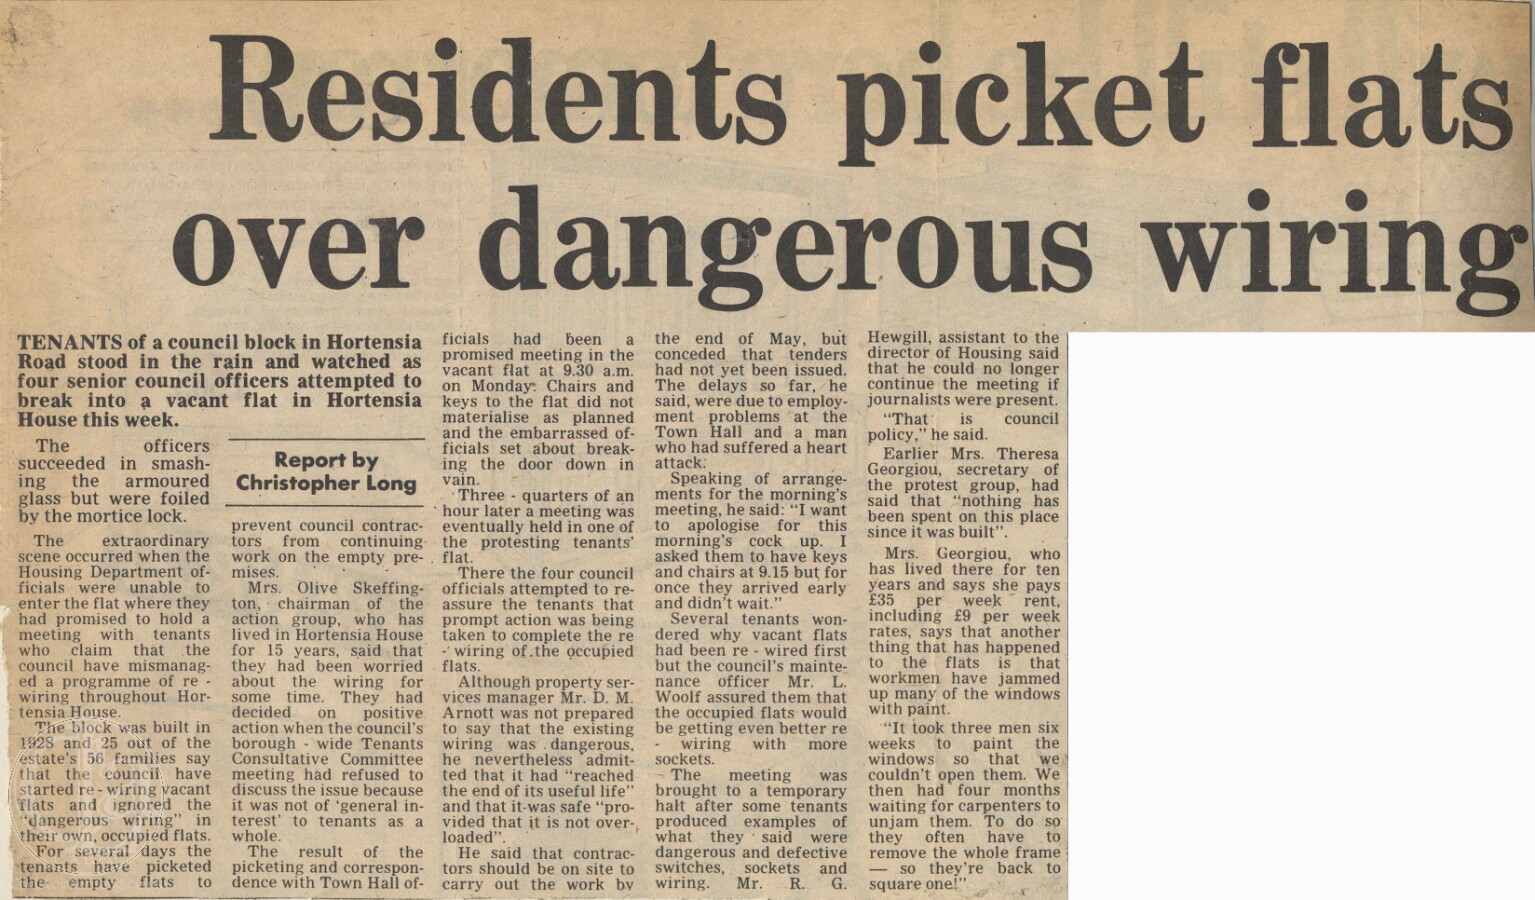 Residents picket flats
over dangerous wiring
TENANTS of a council block in Hortensia
Road stood in the rain and watched as
four senior council officers attempted to
break into a vacant flat in Hortensia
House this week.
The officers
succeeded in smash-
ing the armoured
glass but were foiled
by the mortice lock.
The extraordinary
scene occurred when the
Housing Department of-
ficials were unable to
enter the flat where they
had promised to hold a
meeting with tenants
who claim that the
council have mismanag-
ed a programme of re -
wiring throughout Hor-
tensia House.
The block was built in
1928 and 25 out of the
estate's 56 families say
that the council have
started re - wiring vacant
flats and ignored the
"dangerous wiring" in
their own, occupied flats.
For several days the
tenants have picketed
the empty flats to
Report by
Christopher Long
prevent council contrac-
tors from continuing
work on the empty pre-
mises.
Mrs. Olive Skeffing-
ton, chairman of the
action group, who has
lived in Hortensia House
for 15 years, said that
they had been worried
about the wiring for
some time. They had
decided on positive
action when the council's
borough - wide Tenants
Consultative Committee
meeting had refused to
discuss the issue because
it was not of 'general in-
terest' to tenants as a
whole.
The result of the
picketing and correspon-
dence with Town Hall of-
ficials had been a
promised meeting in the
vacant flat at 9.30 a.m.
on Monday. Chairs and
keys to the flat did not
materialise as planned
and the embarrassed of-
ficials set about break-
ing the door down in
vain.
Three - quarters of an
hour later a meeting was
eventually held in one of
the protesting tenants'
flat.
There the four council
officials attempted to re-
assure the tenants that
prompt action was being
taken to complete the re
- wiring of the occupied
flats.
Although property ser-
vices manager Mr. D. M.
Arnott was not prepared
to say that the existing
wiring was dangerous,
he nevertheless admit-
ted that it had "reached
the end of its useful life"
and that it was safe "pro-
vided that it is not over-
loaded".
He said that contrac-
tors should be on site to
carry out the work by
the end of May, but
conceded that tenders
had not yet been issued.
The delays so far, he
said, were due to employ-
ment problems at the
Town Hall and a man
who had suffered a heart
attack.
Speaking of arrange-
ments for the morning's
meeting, he said: "I want
to apologise for this
morning's cock up. I
asked them to have keys
and chairs at 9.15 but for
once they arrived early
and didn't wait."
Several tenants won-
dered why vacant flats
had been re - wired first
but the council's mainte-
nance officer Mr. L.
Woolf assured them that
the occupied flats would
be getting even better re
- wiring with more
sockets.
The meeting was
brought to a temporary
halt after some tenants
produced examples of
what they said were
dangerous and defective
switches, sockets and
wiring. Mr. R. G.
Hewgill, assistant to the
director of Housing said
that he could no longer
continue the meeting if
journalists were present.
"That is council
policy," he said.
Earlier Mrs. Theresa
Georgiou, secretary of
the protest group, had
said that "nothing has
been spent on this place
since it was built".
Mrs. Georgiou, who
has lived there for ten
years and says she pays
£35 per week rent,
including £9 per week
rates, says that another
thing that has happened
to the flats is that
workmen have jammed
up many of the windows
with paint.
"It took three men six
weeks to paint the
windows so that we
couldn't open them. We
then had four months
waiting for carpenters to
unjam them. To do so
they often have to
remove the whole frame
— so they're back to
square one!"